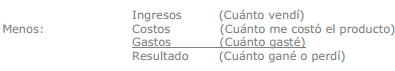 Ingresos (Cuánto vendí)
Menos: Costos (Cuánto me costó el producto)
Gastos (Cuánto gasté)
Resultado (Cuánto gané o perdí)